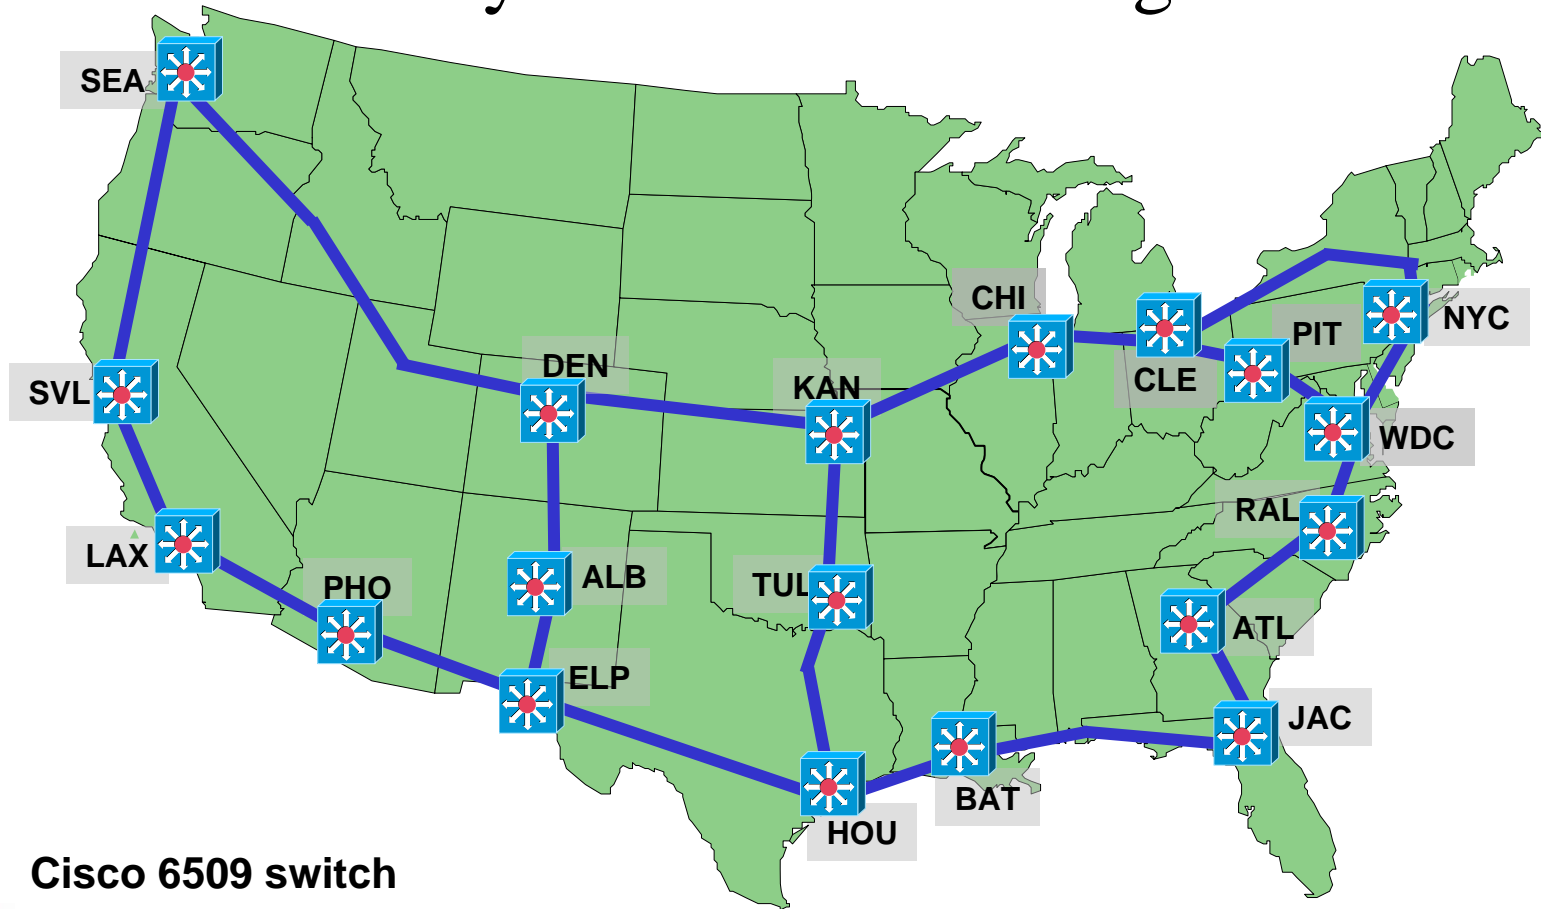 SEA
CHI
NYC
PIT
DEN
CLE
KAN
SVL
WDC
RAL
LAX
ALB
TUL
PHO
ATL
ELP
JAC
BAT
HOU
Cisco 6509 switch